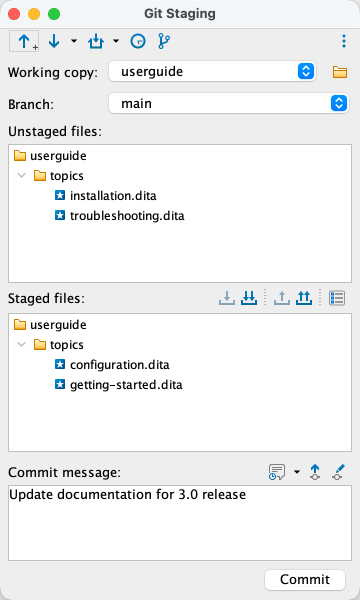 Git Staging
Working copy: userguide
Branch: main
Unstaged files:
userguide
topics
installation.dita
troubleshooting.dita
Staged files:
userguide
topics
configuration.dita
getting-started.dita
Commit message:
Update documentation for 3.0 release
Commit